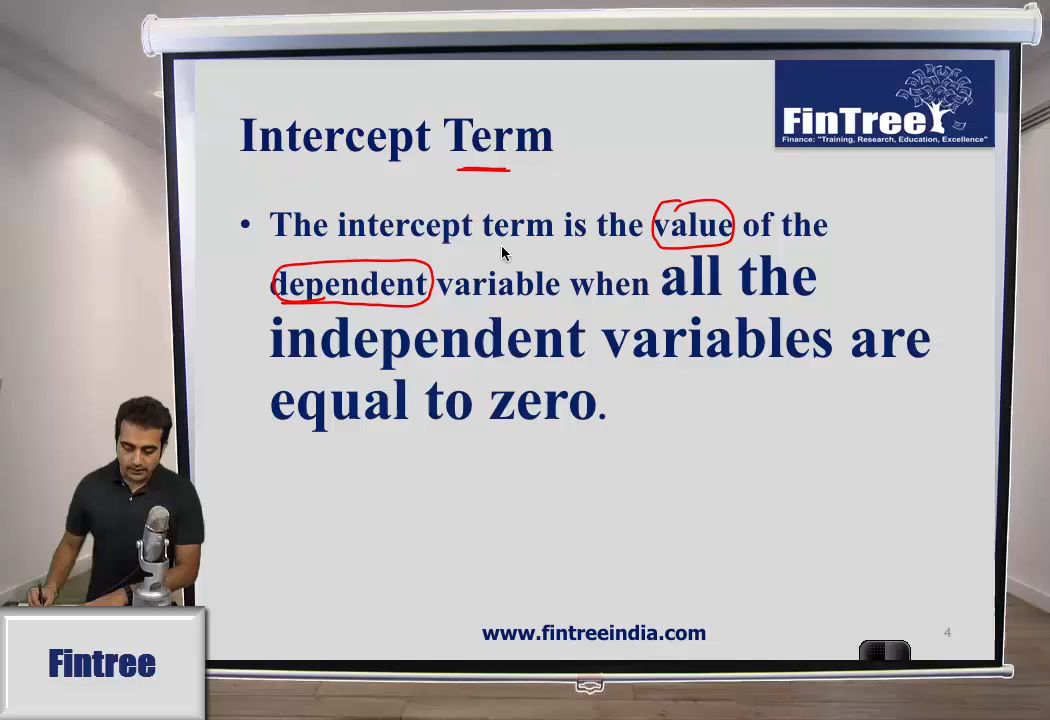 FinTree
Finance: "Training, Research, Education, Excellence"
Intercept Term
• The intercept term is the value of the
dependent variable when all the
independent variables are
equal to zero.
www.fintreeindia.com
4
Fintree